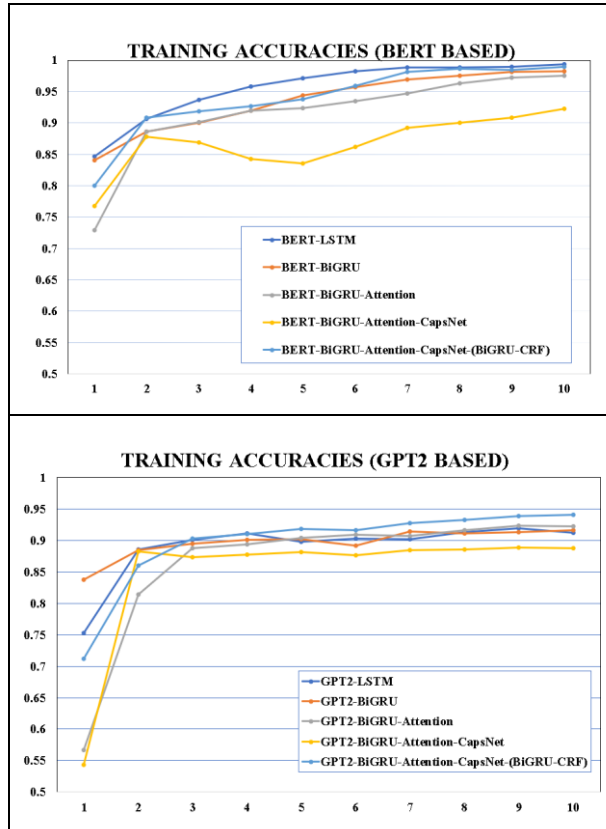 TRAINING ACCURACIES (BERT BASED)
1
0.95
0.9
0.85
0.8
0.75
0.7
0.65
0.6
0.55
0.5
BERT-LSTM
BERT-BiGRU
BERT-BiGRU-Attention
BERT-BiGRU-Attention-CapsNet
BERT-BiGRU-Attention-CapsNet-(BiGRU-CRF)
1 2 3 4 5 6 7 8 9 10
TRAINING ACCURACIES (GPT2 BASED)
1
0.95
0.9
0.85
0.8
0.75
0.7
0.65
0.6
0.55
0.5
GPT2-LSTM
GPT2-BiGRU
GPT2-BiGRU-Attention
GPT2-BiGRU-Attention-CapsNet
GPT2-BiGRU-Attention-CapsNet-(BiGRU-CRF)
1 2 3 4 5 6 7 8 9 10